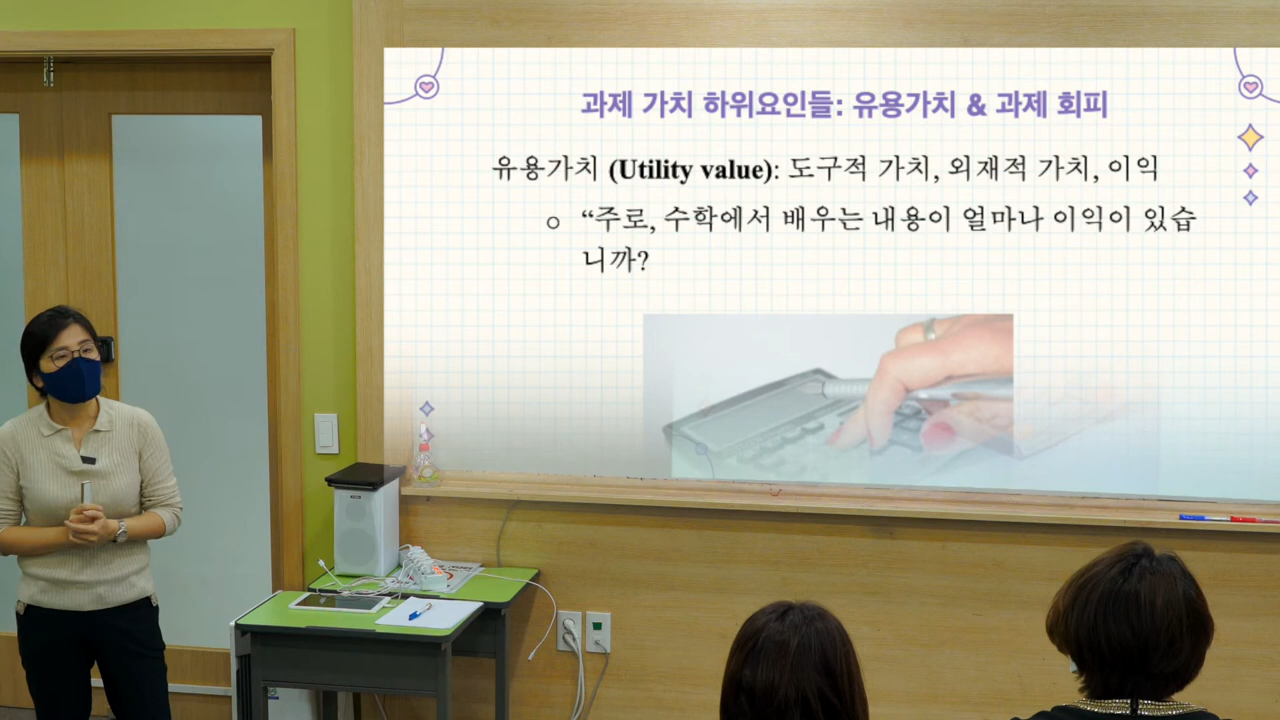 과제 가치 하위요인들: 유용가치 & 과제 회피
유용가치 (Utility value): 도구적 가치, 외재적 가치, 이익
o “주로, 수학에서 배우는 내용이 얼마나 이익이 있습
니까?